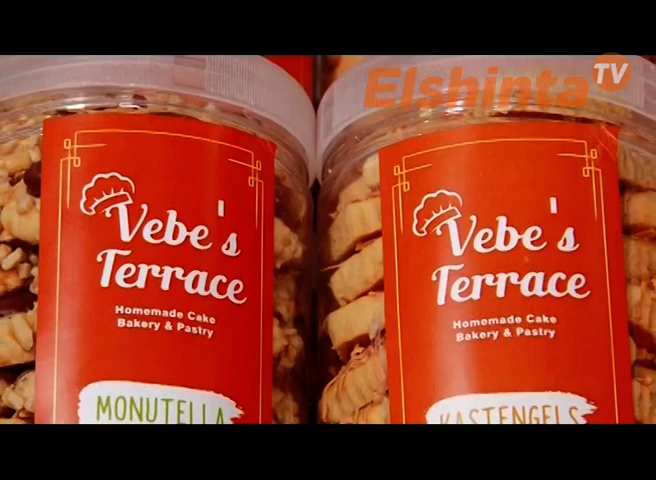 Elshinta TV
Vebe's
Terrace
Homemade Cake
Bakery & Pastry
MONUTELLA
Vebe's
Terrace
Homemade Cake
Bakery & Pastry
KASTENGELS